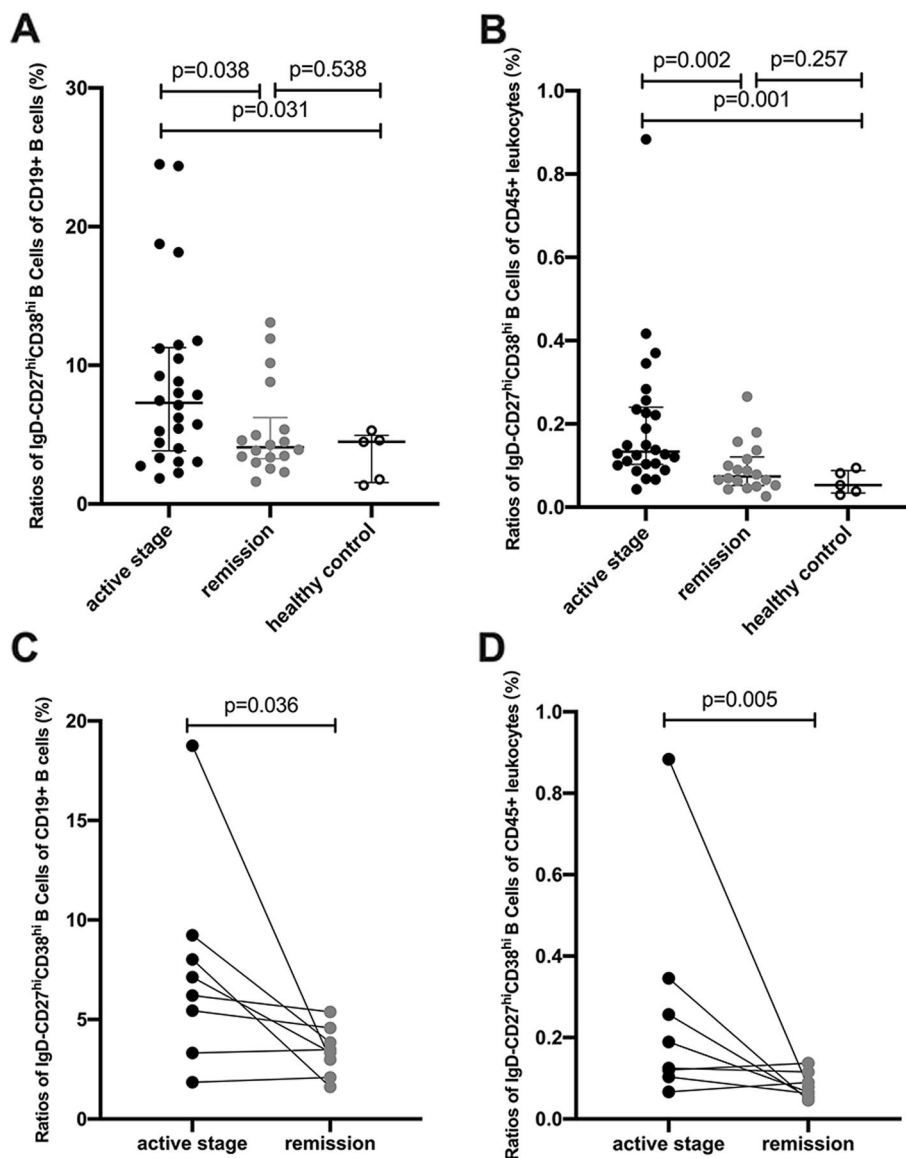 A
p=0.038 p=0.538
p=0.031
Ratios of IgD-CD27hiCD38hi B Cells of CD19+ B cells (%)
30
20
10
0
active stage
remission
healthy control
B
p=0.002 p=0.257
p=0.001
Ratios of IgD-CD27hiCD38hi B Cells of CD45+ leukocytes (%)
1.0
0.8
0.6
0.4
0.2
0.0
active stage
remission
healthy control
C
p=0.036
Ratios of IgD-CD27hiCD38hi B Cells of CD19+ B cells (%)
20
15
10
5
0
active stage remission
D
p=0.005
Ratios of IgD-CD27hiCD38hi B Cells of CD45+ leukocytes (%)
1.0
0.8
0.6
0.4
0.2
0.0
active stage remission